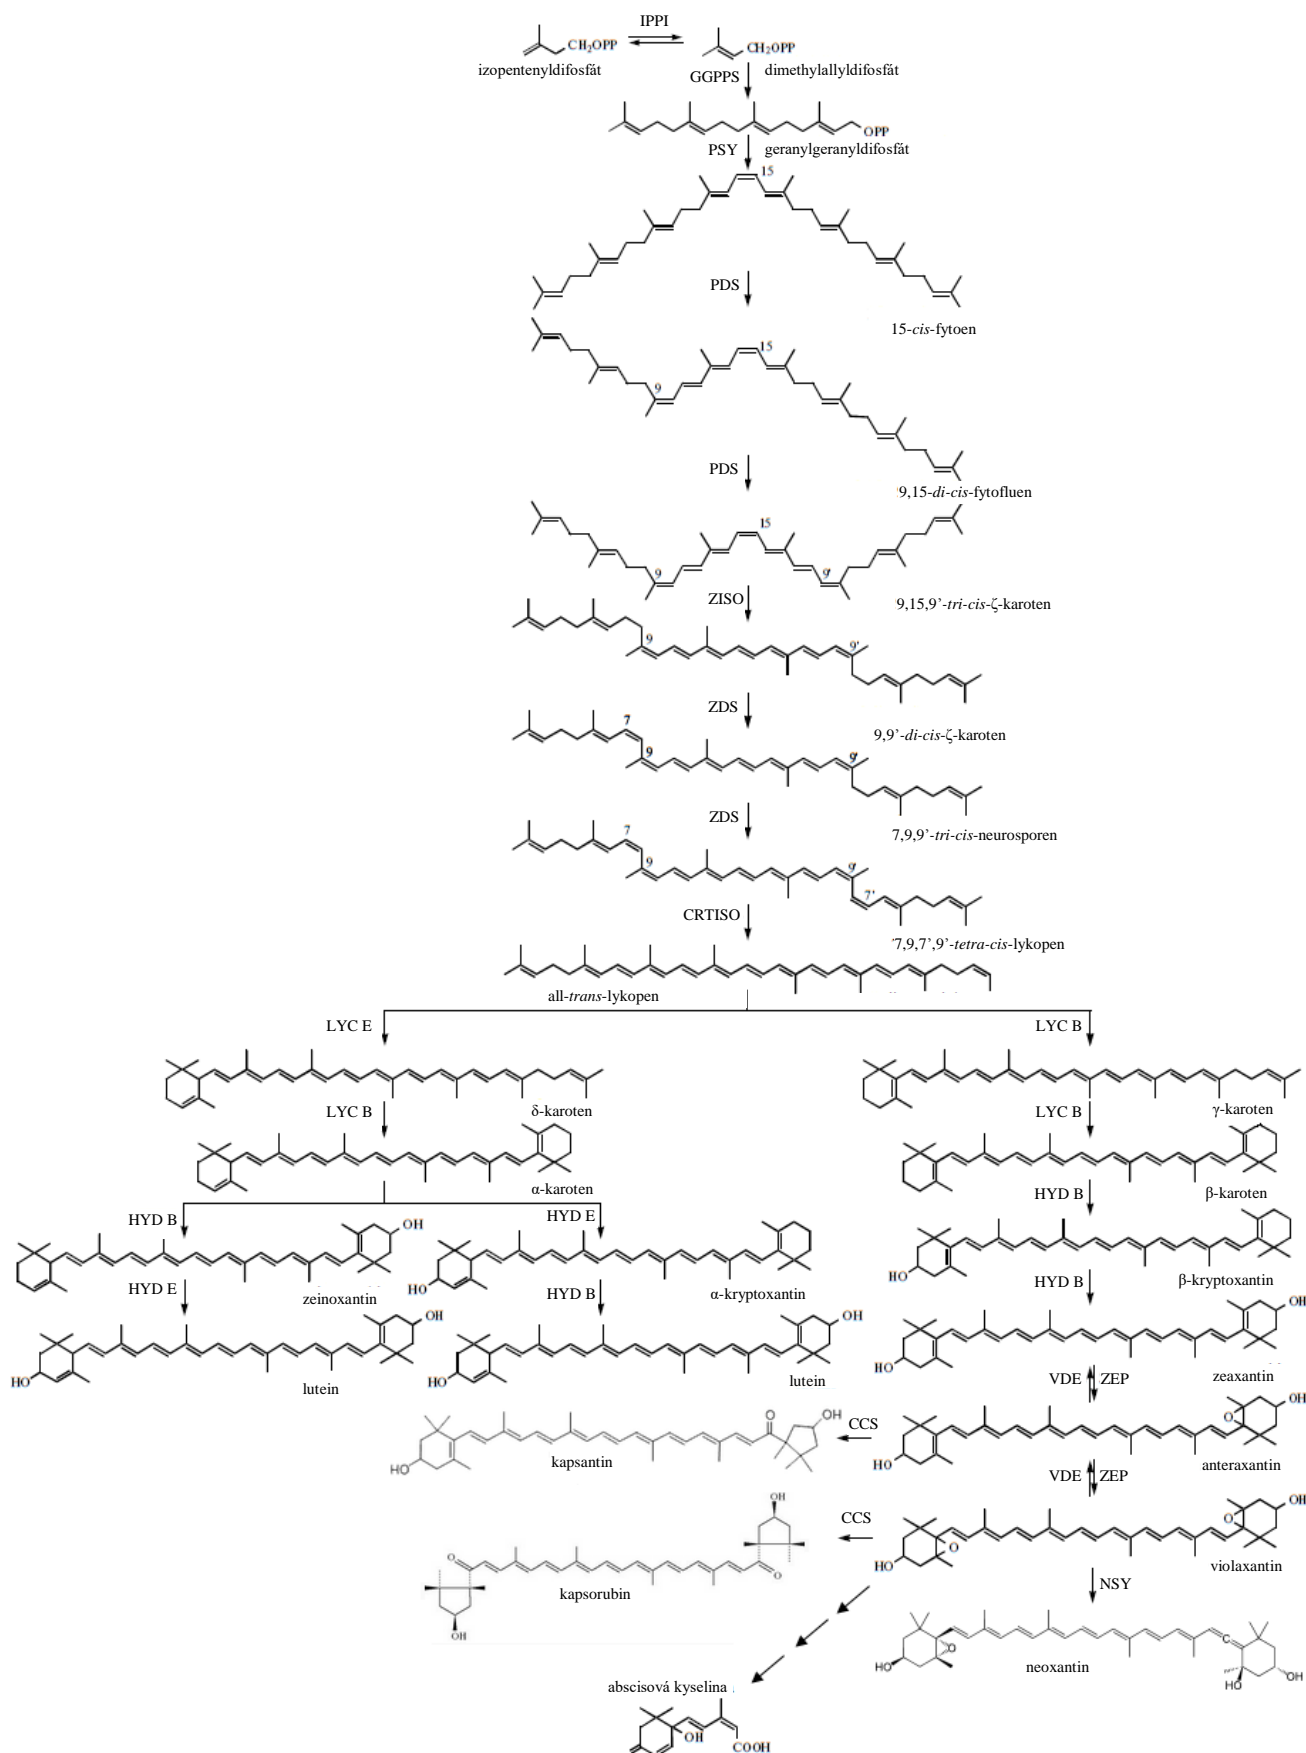 IPPI
CH2OPP
CH2OPP
izopentenyldifosfát
dimethylallyldifosfát
GGPPS
OPP
PSY
geranylgeranyldifosfát
15
PDS
15-cis-fytoen
15
9
PDS
'9,15-di-cis-fytofluen
15
9
9'
ZISO
'9,15,9’-tri-cis-ζ-karoten
9
9'
ZDS
9,9’-di-cis-ζ-karoten
7
9
9'
ZDS
7,9,9’-tri-cis-neurosporen
7
9
9'
7'
CRTISO
'7,9,7’,9’-tetra-cis-lykopen
all-trans-lykopen
LYC E
LYC B
δ-karoten
γ-karoten
LYC B
LYC B
α-karoten
β-karoten
HYD B
HYD E
HYD B
OH
HO
HO
zeinoxantin
α-kryptoxantin
β-kryptoxantin
HYD E
HYD B
HYD B
OH
OH
OH
HO
HO
HO
lutein
lutein
zeaxantin
VDE
ZEP
OH
O
OH
O
CCS
HO
HO
kapsantin
anteraxantin
VDE
ZEP
OH
OH
O
CCS
O
O
O
HO
kapsorubin
violaxantin
OH
NSY
O
HO
neoxantin
HO
OH
abscisová kyselina
OH
COOH